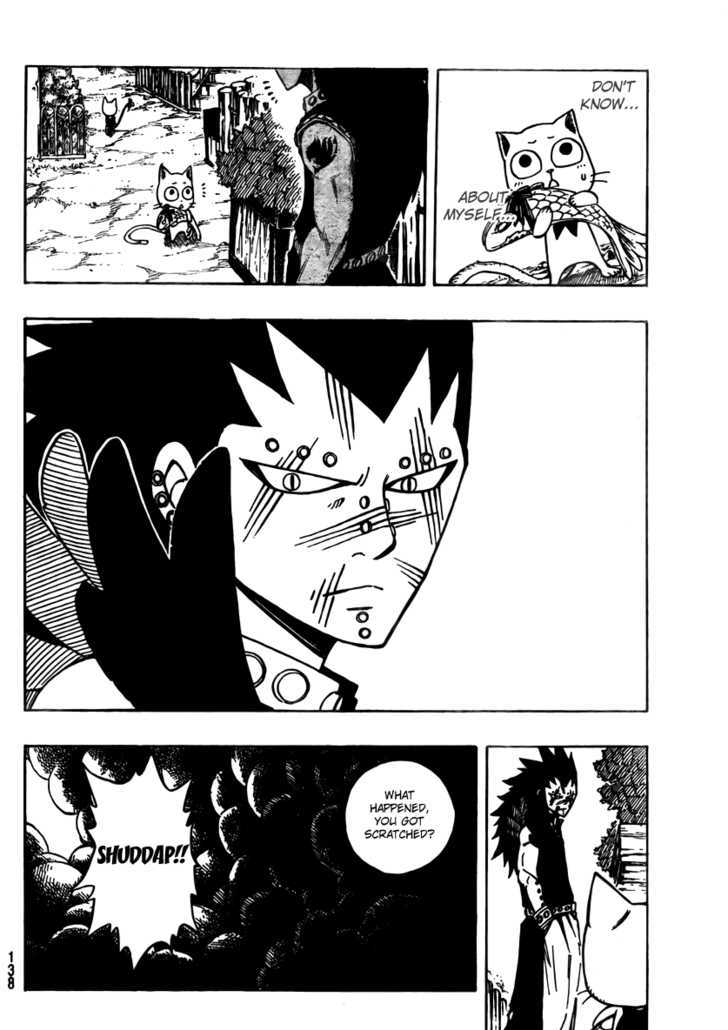 DON'T
KNOW...
ABOUT
MYSELF...
WHAT
HAPPENED,
YOU GOT
SCRATCHED?
SHUDDAP!!
138